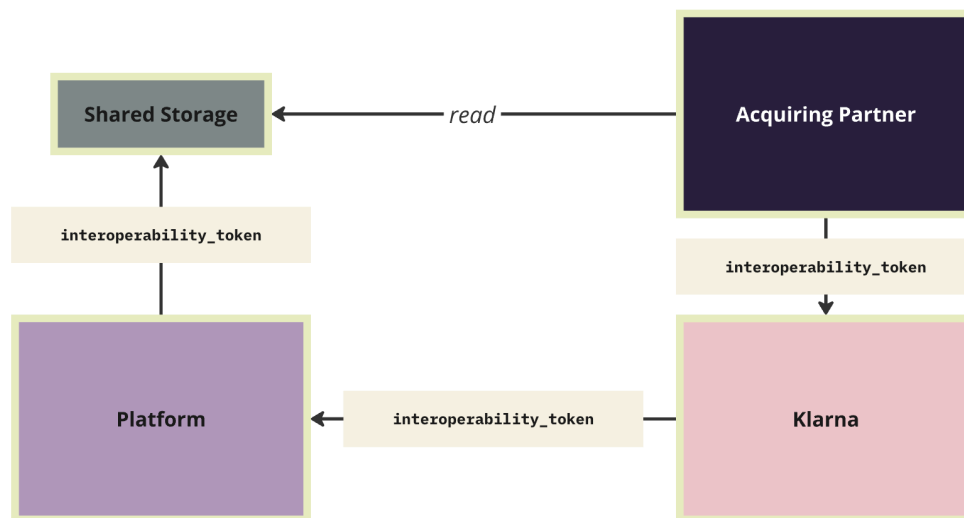 Shared Storage
read
Acquiring Partner
interoperability_token
interoperability_token
Platform
interoperability_token
Klarna